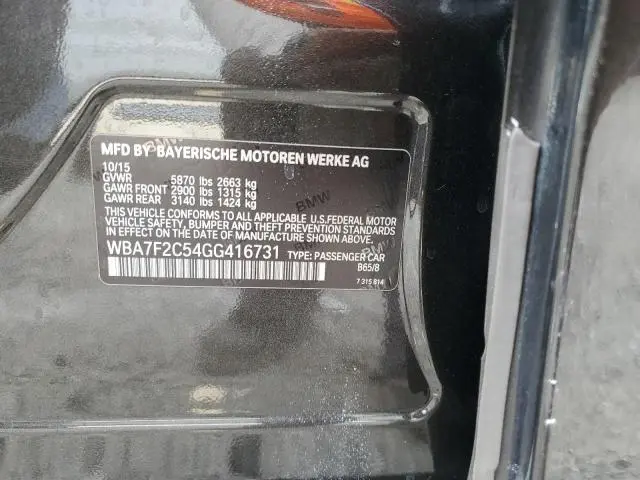 MFD BY BAYERISCHE MOTOREN WERKE AG
10/15
GVWR 5870 lbs 2663 kg
GAWR FRONT 2900 lbs 1315 kg
GAWR REAR 3140 lbs 1424 kg
THIS VEHICLE CONFORMS TO ALL APPLICABLE U.S.FEDERAL MOTOR
VEHICLE SAFETY, BUMPER AND THEFT PREVENTION STANDARDS
IN EFFECT ON THE DATE OF MANUFACTURE SHOWN ABOVE.
WBA7F2C54GG416731 TYPE: PASSENGER CAR
B65/8
7 315 814